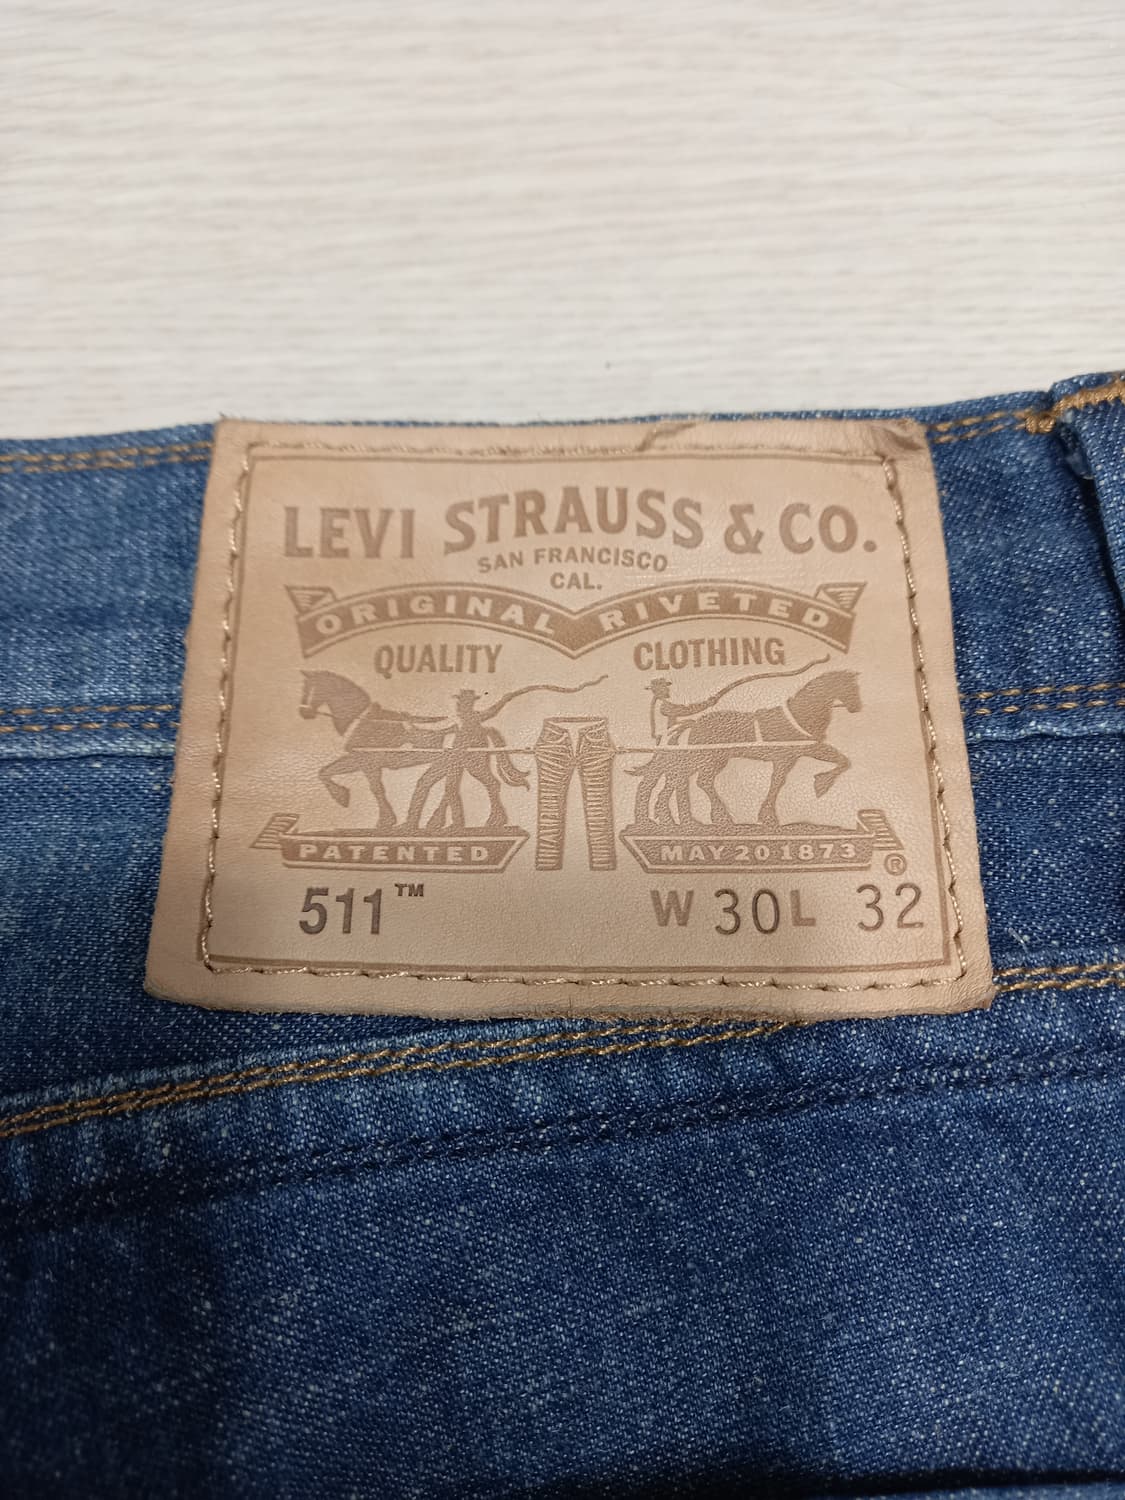 LEVI STRAUSS & CO.
SAN FRANCISCO
CAL.
ORIGINAL RIVETED
QUALITY CLOTHING
PATENTED MAY 20 1873 ®
511™ W 30 L 32